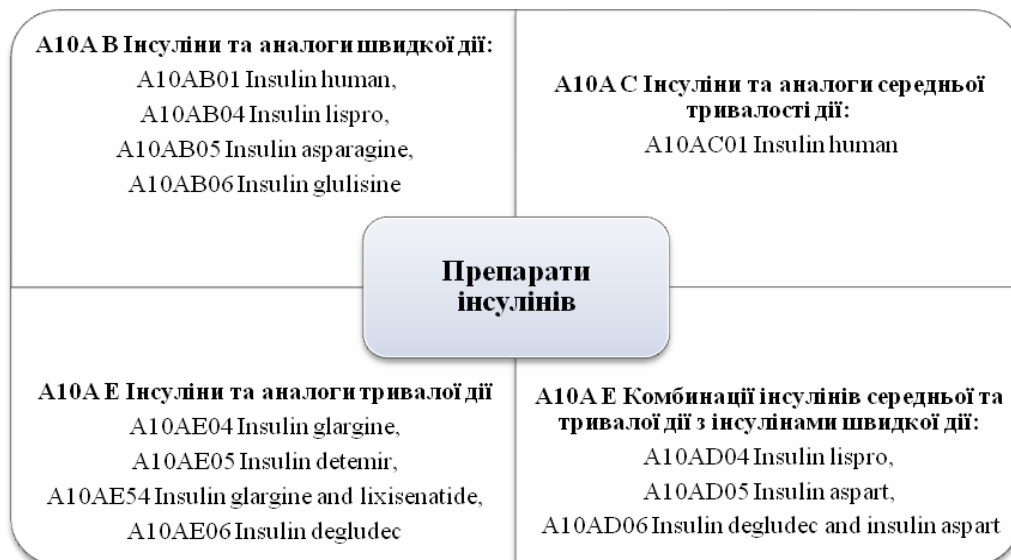 A10A B Інсуліни та аналоги швидкої дії:
A10AB01 Insulin human,
A10AB04 Insulin lispro,
A10AB05 Insulin asparagine,
A10AB06 Insulin glulisine
A10A C Інсуліни та аналоги середньої
тривалості дії:
A10AC01 Insulin human
Препарати
інсулінів
A10A E Інсуліни та аналоги тривалої дії
A10AE04 Insulin glargine,
A10AE05 Insulin detemir,
A10AE54 Insulin glargine and lixisenatide,
A10AE06 Insulin degludec
A10A E Комбинації інсулінів середньої та
тривалої дії з інсулінами швидкої дії:
A10AD04 Insulin lispro,
A10AD05 Insulin aspart,
A10AD06 Insulin degludec and insulin aspart